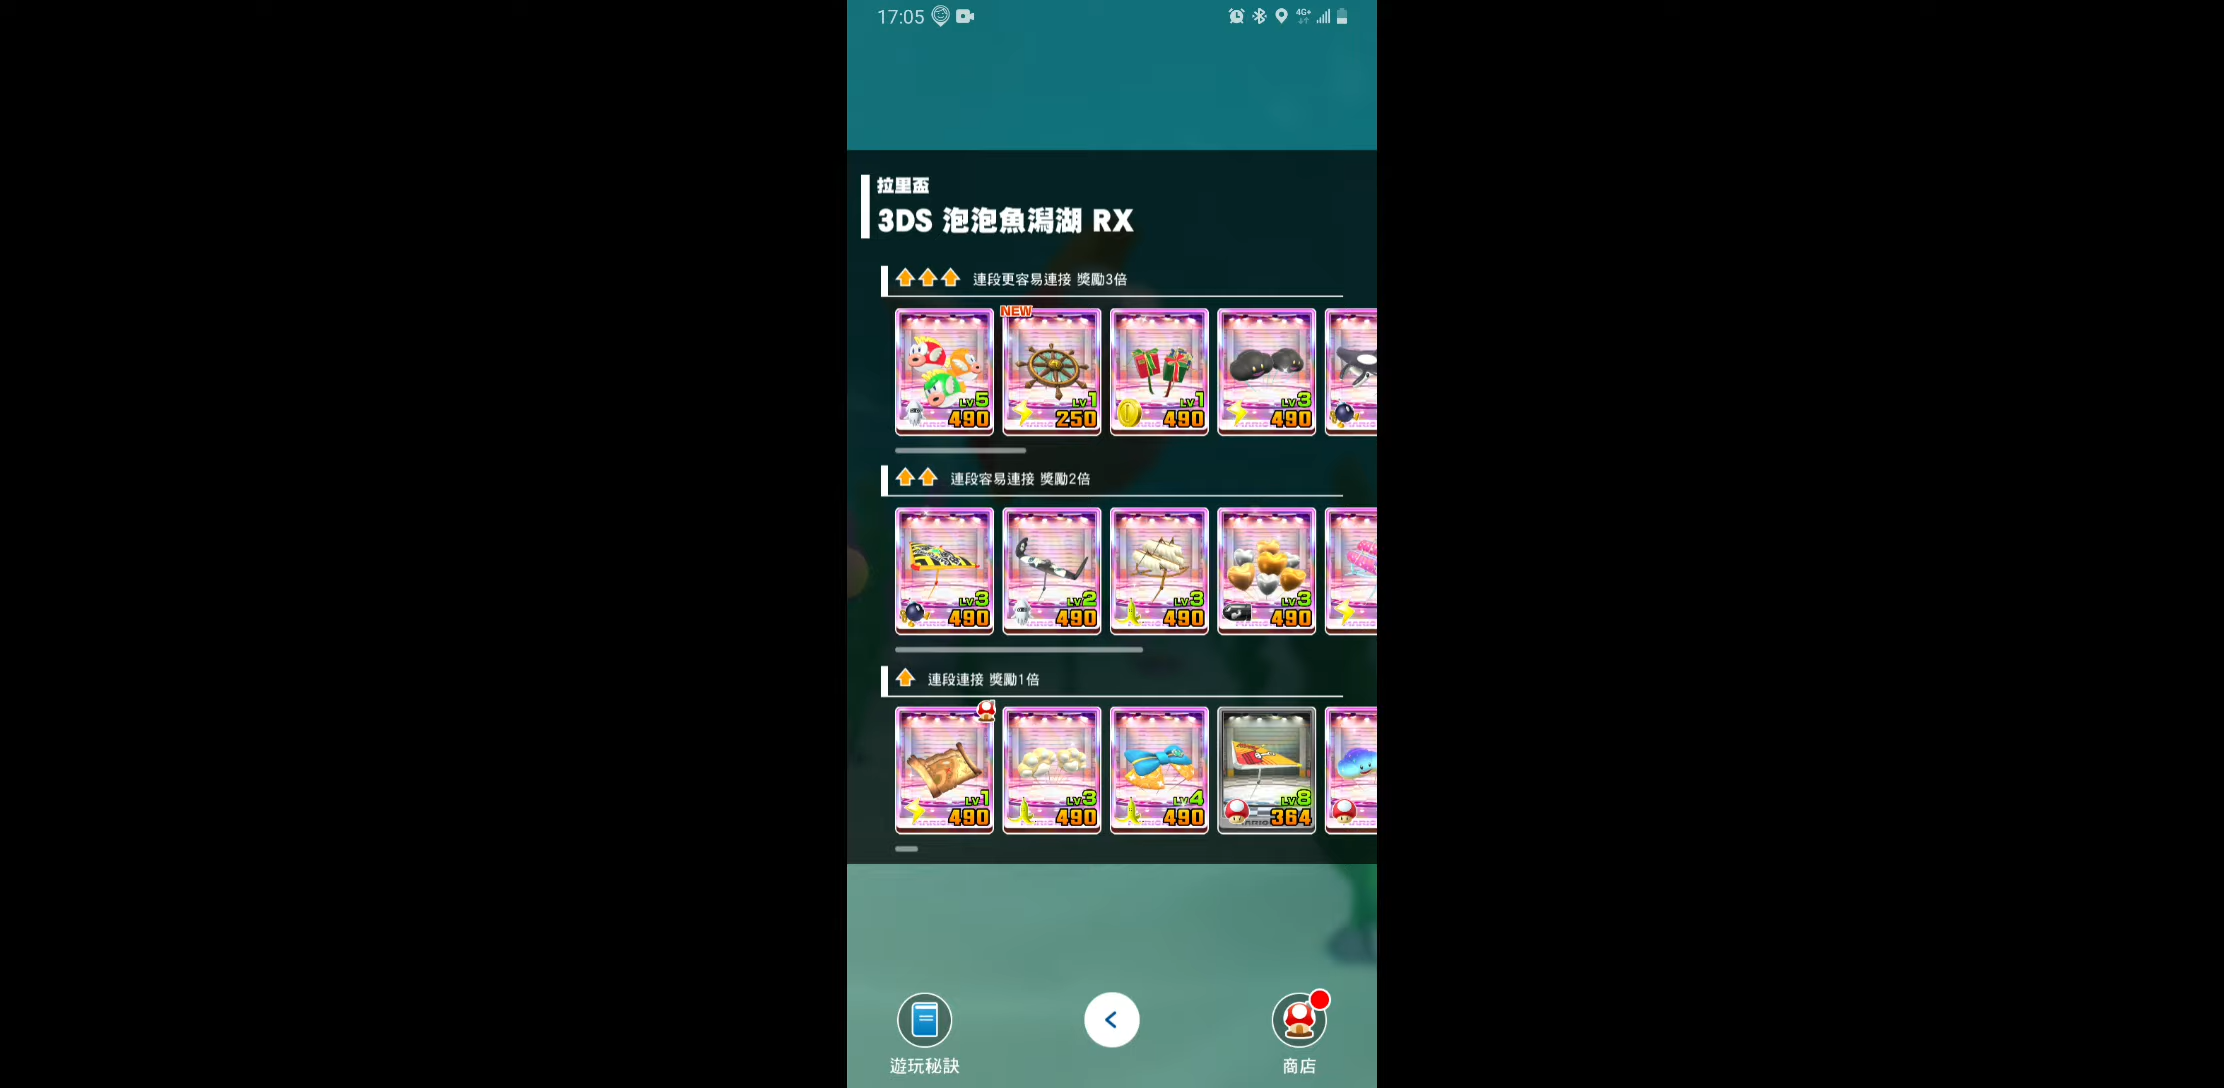 17:05
4G+
拉里盃
3DS 泡泡魚潟湖 RX
連段更容易連接 獎勵3倍
NEW
LV5 LV1 LV1 LV3
490 250 490 490
連段容易連接 獎勵2倍
LV3 LV2 LV3 LV3
490 490 490 490
連段連接 獎勵1倍
LV1 LV3 LV4 LV8
490 490 490 364
遊玩秘訣
商店